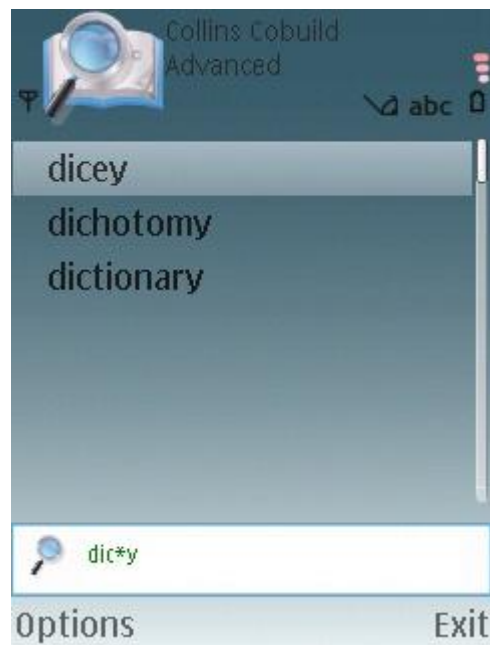 Collins Cobuild
Advanced
abc
dicey
dichotomy
dictionary
dic*y
Options Exit